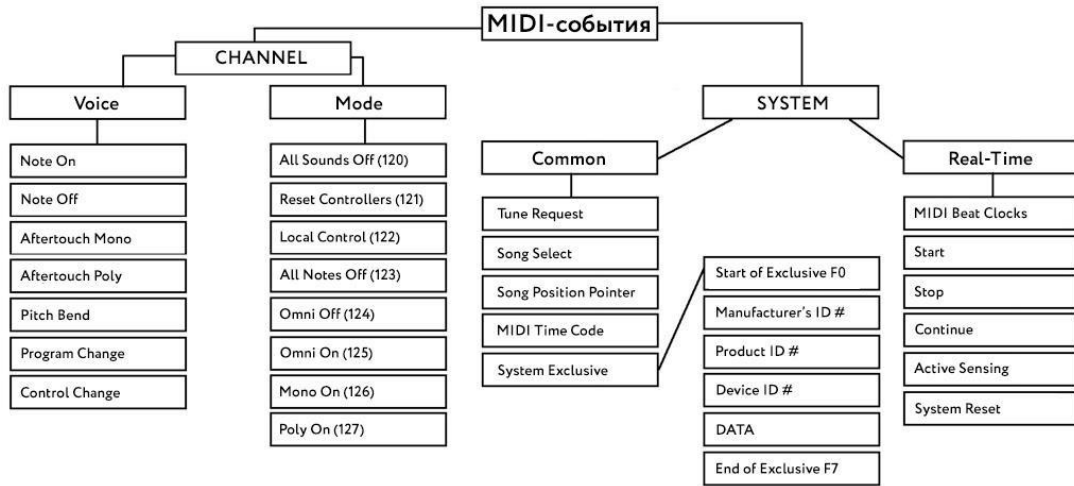 MIDI-события
CHANNEL
Voice
Note On
Note Off
Aftertouch Mono
Aftertouch Poly
Pitch Bend
Program Change
Control Change
Mode
All Sounds Off (120)
Reset Controllers (121)
Local Control (122)
All Notes Off (123)
Omni Off (124)
Omni On (125)
Mono On (126)
Poly On (127)
SYSTEM
Common
Tune Request
Song Select
Song Position Pointer
MIDI Time Code
System Exclusive
Start of Exclusive F0
Manufacturer's ID #
Product ID #
Device ID #
DATA
End of Exclusive F7
Real-Time
MIDI Beat Clocks
Start
Stop
Continue
Active Sensing
System Reset